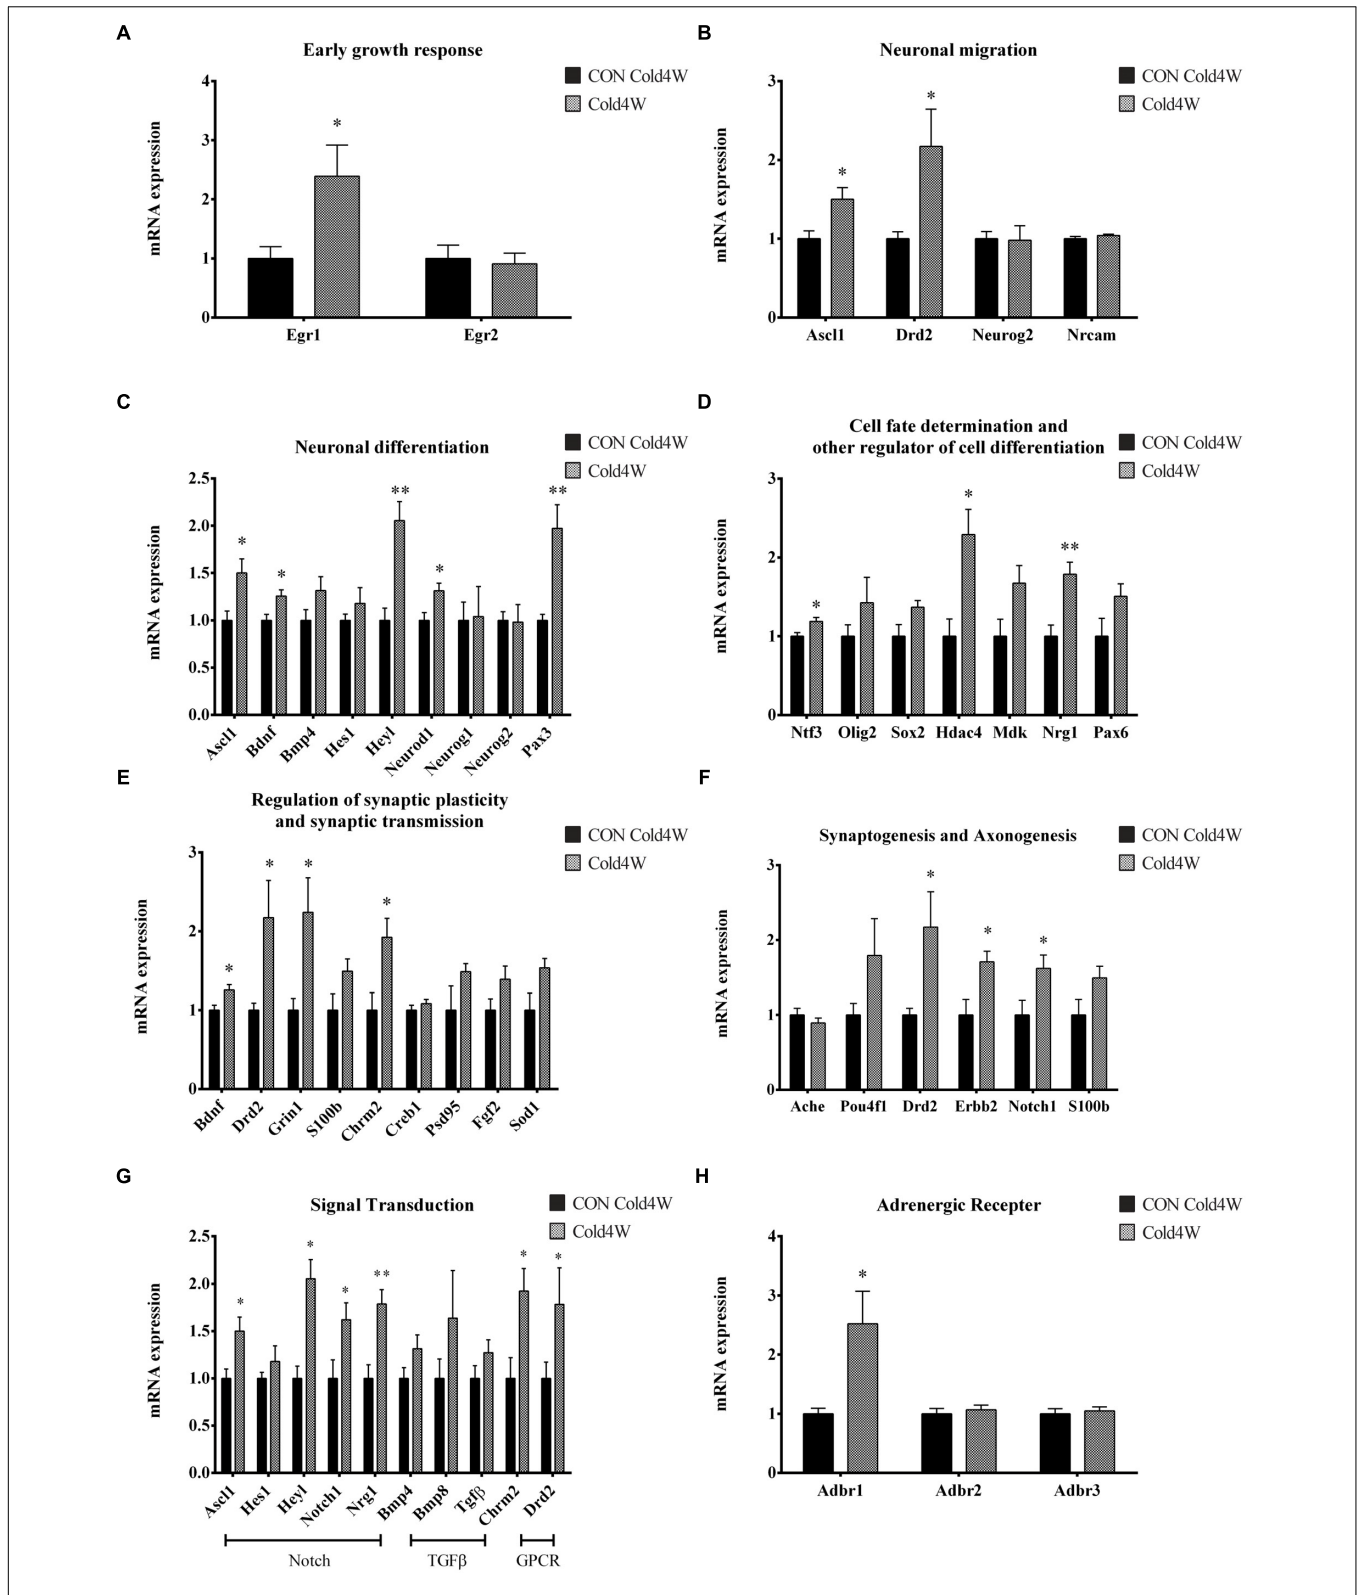 A
Early growth response
CON Cold4W
Cold4W
mRNA expression
4
3
2
1
0
*
Egr1
Egr2
B
Neuronal migration
CON Cold4W
Cold4W
mRNA expression
3
2
1
0
*
*
Ascl1
Drd2
Neurog2
Nrcam
C
Neuronal differentiation
CON Cold4W
Cold4W
mRNA expression
2.5
2.0
1.5
1.0
0.5
0.0
*
*
**
*
**
Ascl1
Bdnf
Bmp4
Hes1
Hey1
Neurod1
Neurog1
Neurog2
Pax3
D
Cell fate determination and
other regulator of cell differentiation
CON Cold4W
Cold4W
mRNA expression
3
2
1
0
*
*
**
Ntf3
Olig2
Sox2
Hdac4
Mdk
Nrg1
Pax6
E
Regulation of synaptic plasticity
and synaptic transmission
CON Cold4W
Cold4W
mRNA expression
3
2
1
0
*
*
*
*
Bdnf
Drd2
Grin1
S100b
Chrm2
Creb1
Psd95
Fgf2
Sod1
F
Synaptogenesis and Axonogenesis
CON Cold4W
Cold4W
mRNA expression
3
2
1
0
*
*
*
Ache
Pou4f1
Drd2
Erbb2
Notch1
S100b
G
Signal Transduction
CON Cold4W
Cold4W
mRNA expression
2.5
2.0
1.5
1.0
0.5
0.0
*
*
*
**
*
*
Ascl1
Hes1
Hey1
Notch1
Nrg1
Bmp4
Bmp8
Tgfβ
Chrm2
Drd2
Notch
TGFβ
GPCR
H
Adrenergic Recepter
CON Cold4W
Cold4W
mRNA expression
4
3
2
1
0
*
Adbr1
Adbr2
Adbr3